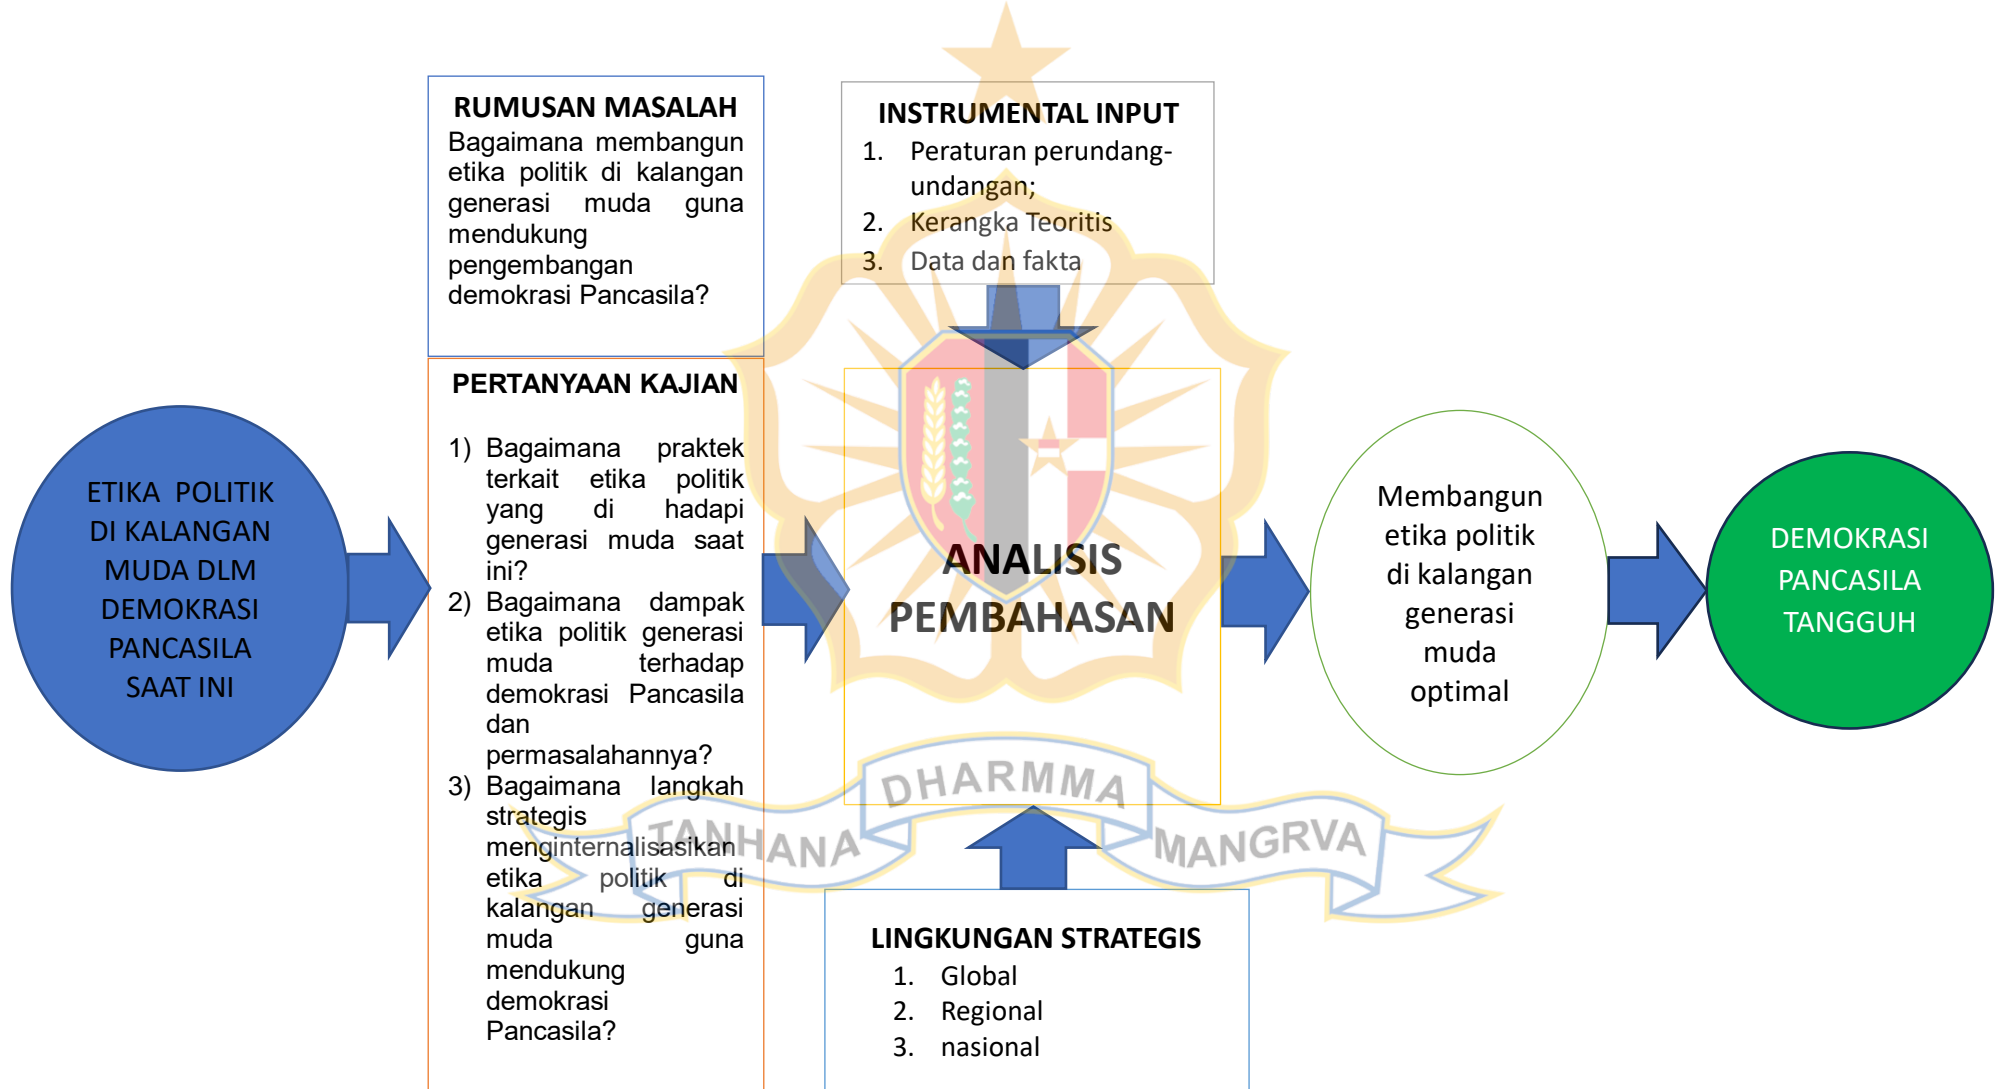 ETIKA POLITIK
DI KALANGAN
MUDA DLM
DEMOKRASI
PANCASILA
SAAT INI
RUMUSAN MASALAH
Bagaimana membangun
etika politik di kalangan
generasi muda guna
mendukung
pengembangan
demokrasi Pancasila?
PERTANYAAN KAJIAN
1) Bagaimana praktek
terkait etika politik
yang di hadapi
generasi muda saat
ini?
2) Bagaimana dampak
etika politik generasi
muda terhadap
demokrasi Pancasila
dan
permasalahannya?
3) Bagaimana langkah
strategis
menginternalisasikan
etika politik di
kalangan generasi
muda guna
mendukung
demokrasi
Pancasila?
INSTRUMENTAL INPUT
1. Peraturan perundang-
undangan;
2. Kerangka Teoritis
3. Data dan fakta
ANALISIS
PEMBAHASAN
TANHANA DHARMMA MANGRVA
LINGKUNGAN STRATEGIS
1. Global
2. Regional
3. nasional
Membangun
etika politik
di kalangan
generasi
muda
optimal
DEMOKRASI
PANCASILA
TANGGUH